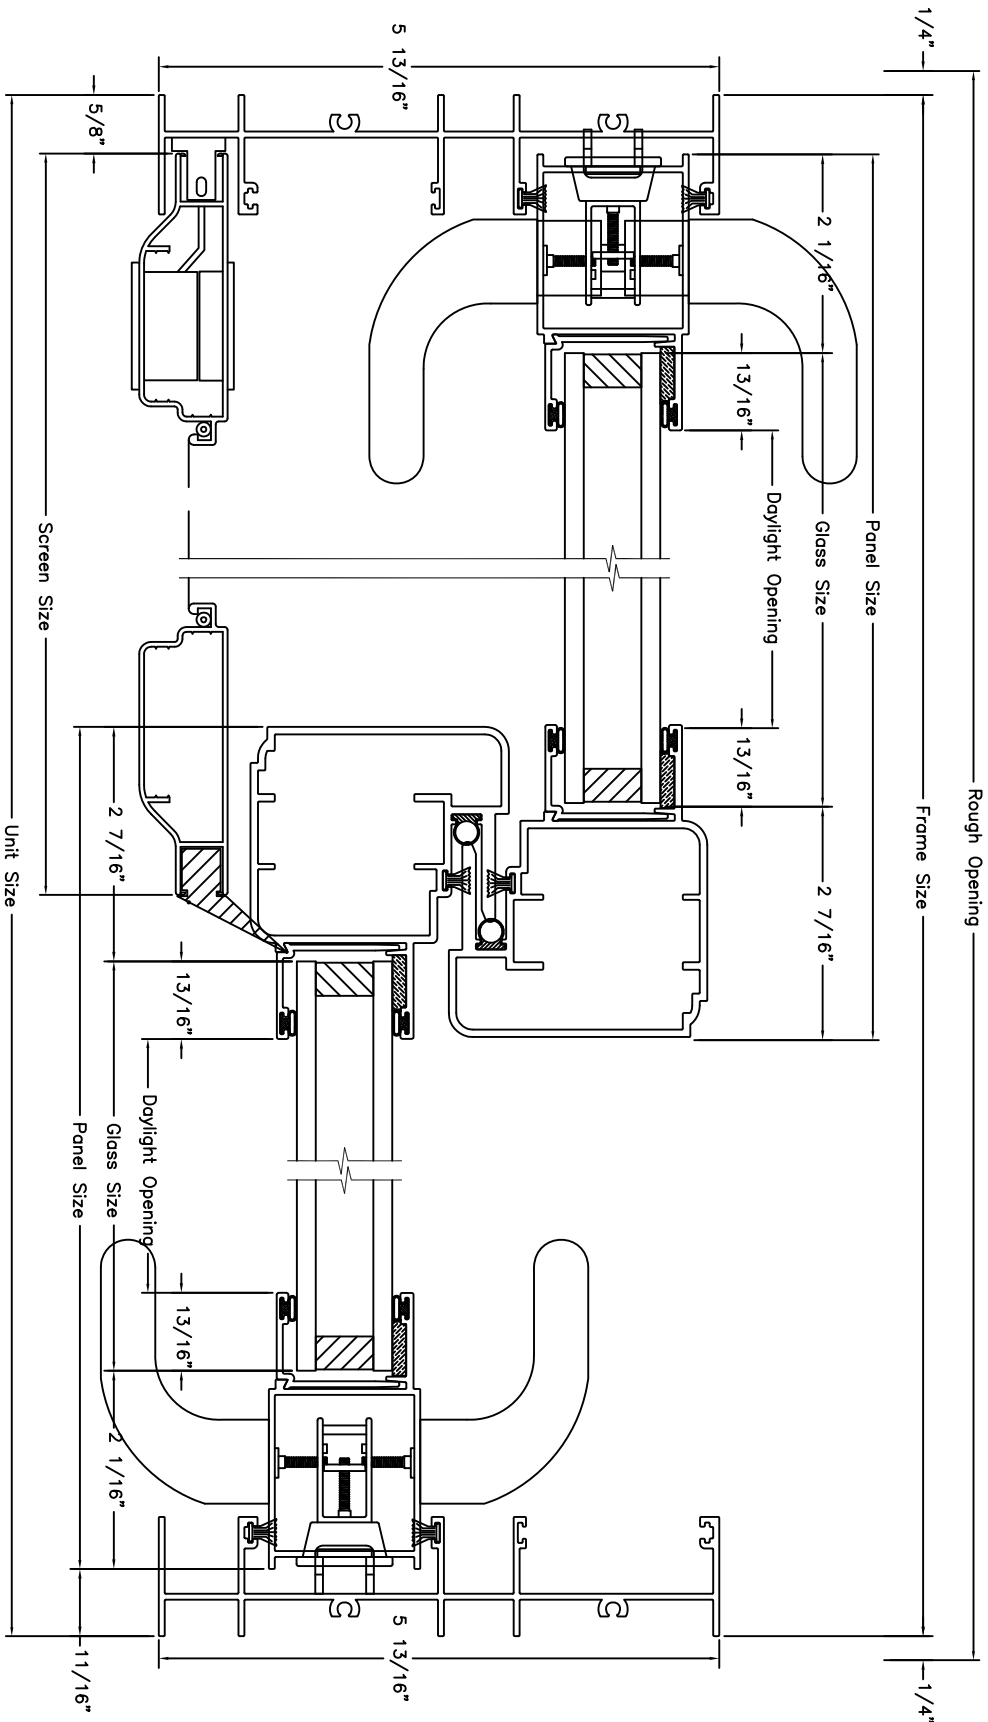 1/4"
Rough Opening
1/4"
Frame Size
Panel Size
2 1/16"
Glass Size
2 7/16"
Daylight Opening
13/16"
13/16"
5 13/16"
5 13/16"
13/16"
13/16"
Daylight Opening
2 7/16"
Glass Size
2 1/16"
5/8"
Panel Size
11/16"
Screen Size
Unit Size